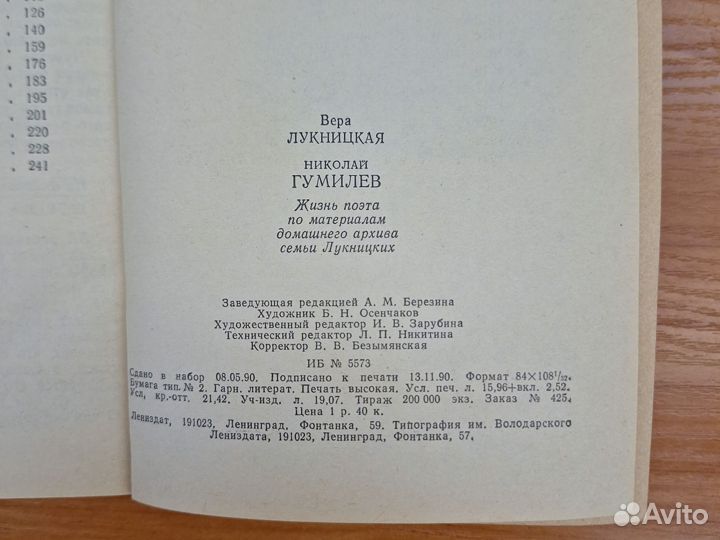 . 126
. 140
. 159
. 176
. 183
. 195
. 201
. 220
. 228
. 241
Вера
ЛУКНИЦКАЯ
НИКОЛАЙ
ГУМИЛЕВ
Жизнь поэта
по материалам
домашнего архива
семьи Лукницких
Заведующая редакцией А. М. Березина
Художник Б. Н. Осенчаков
Художественный редактор И. В. Зарубина
Технический редактор Л. П. Никитина
Корректор В. В. Безымянская
ИБ № 5573
Сдано в набор 08.05.90. Подписано к печати 13.11.90. Формат 84×108¹/₃₂.
Бумага тип. № 2. Гарн. литерат. Печать высокая. Усл. печ. л. 15,96+вкл. 2,52.
Усл. кр.-отт. 21,42. Уч-изд. л. 19,07. Тираж 200 000 экз. Заказ № 425.
Цена 1 р. 40 к.
Лениздат, 191023, Ленинград, Фонтанка, 59. Типография им. Володарского
Лениздата, 191023, Ленинград, Фонтанка, 57.
Avito